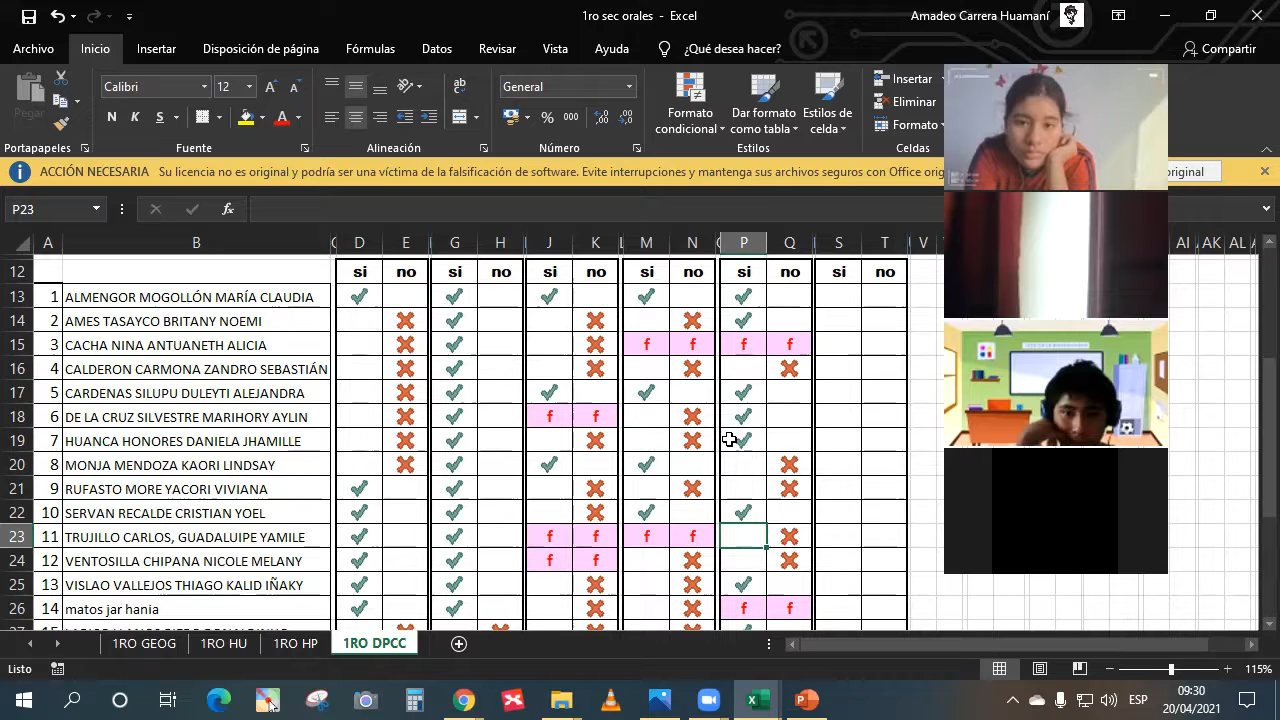 1ro sec orales - Excel
Amadeo Carrera Huamaní
Archivo Inicio Insertar Disposición de página Fórmulas Datos Revisar Vista Ayuda ¿Qué desea hacer? Compartir
Pegar
Calibri 12
N K S
General
% 000
Formato condicional
Dar formato como tabla
Estilos de celda
Insertar
Eliminar
Formato
Portapapeles Fuente Alineación Número Estilos Celdas
ACCIÓN NECESARIA Su licencia no es original y podría ser una víctima de la falsificación de software. Evite interrupciones y mantenga sus archivos seguros con Office orig
original
P23 fx
A B D E G H J K M N P Q S T V AI AK AL
12 si no si no si no si no si no si no
13 1 ALMENGOR MOGOLLÓN MARÍA CLAUDIA
14 2 AMES TASAYCO BRITANY NOEMI
15 3 CACHA NINA ANTUANETH ALICIA f f f f
16 4 CALDERON CARMONA ZANDRO SEBASTIÁN
17 5 CARDENAS SILUPU DULEYTI ALEJANDRA
18 6 DE LA CRUZ SILVESTRE MARIHORY AYLIN f f
19 7 HUANCA HONORES DANIELA JHAMILLE
20 8 MONJA MENDOZA KAORI LINDSAY
21 9 RUFASTO MORE YACORI VIVIANA
22 10 SERVAN RECALDE CRISTIAN YOEL
23 11 TRUJILLO CARLOS, GUADALUIPE YAMILE f f f f
24 12 VENTOSILLA CHIPANA NICOLE MELANY f f
25 13 VISLAO VALLEJOS THIAGO KALID IÑAKY
26 14 matos jar hania f f
1RO GEOG 1RO HU 1RO HP 1RO DPCC
Listo 115%
ESP
09:30
20/04/2021